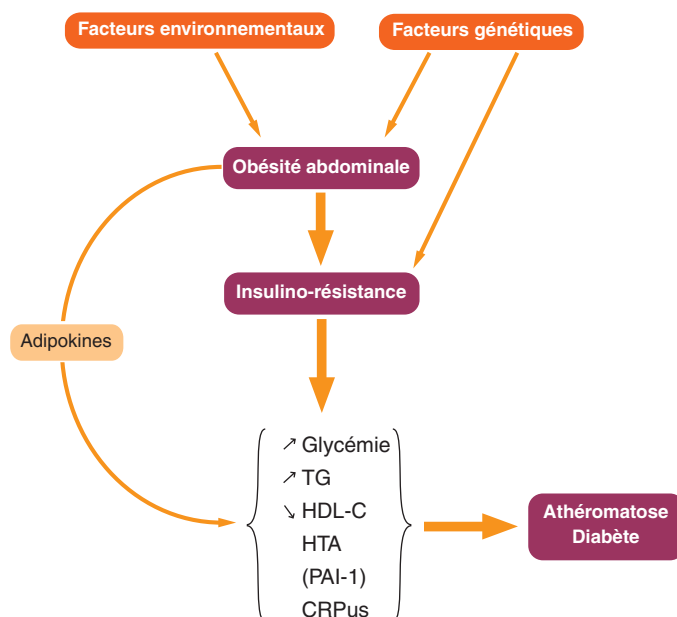 Facteurs environnementaux
Facteurs génétiques
Obésité abdominale
Insulino-résistance
Adipokines
↗ Glycémie
↗ TG
↘ HDL-C
HTA
(PAI-1)
CRPus
Athéromatose
Diabète